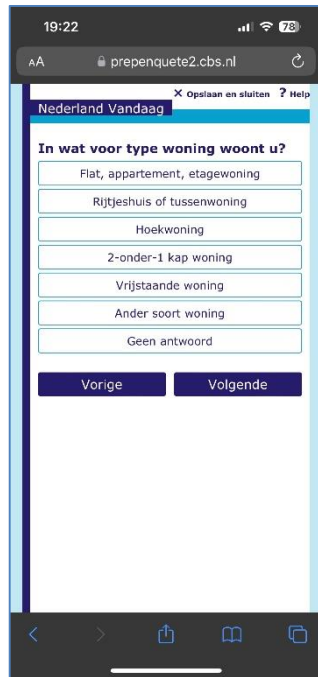 19:22 78
AA prepenquete2.cbs.nl
X Opslaan en sluiten ? Help
Nederland Vandaag
In wat voor type woning woont u?
Flat, appartement, etagewoning
Rijtjeshuis of tussenwoning
Hoekwoning
2-onder-1 kap woning
Vrijstaande woning
Ander soort woning
Geen antwoord
Vorige Volgende